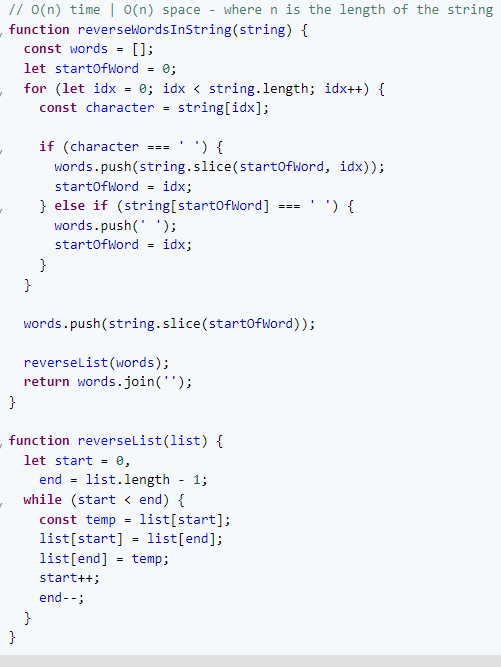 // O(n) time | O(n) space - where n is the length of the string
function reverseWordsInString(string) {
  const words = [];
  let startOfWord = 0;
  for (let idx = 0; idx < string.length; idx++) {
    const character = string[idx];

    if (character === ' ') {
      words.push(string.slice(startOfWord, idx));
      startOfWord = idx;
    } else if (string[startOfWord] === ' ') {
      words.push(' ');
      startOfWord = idx;
    }
  }

  words.push(string.slice(startOfWord));

  reverseList(words);
  return words.join('');
}

function reverseList(list) {
  let start = 0,
    end = list.length - 1;
  while (start < end) {
    const temp = list[start];
    list[start] = list[end];
    list[end] = temp;
    start++;
    end--;
  }
}